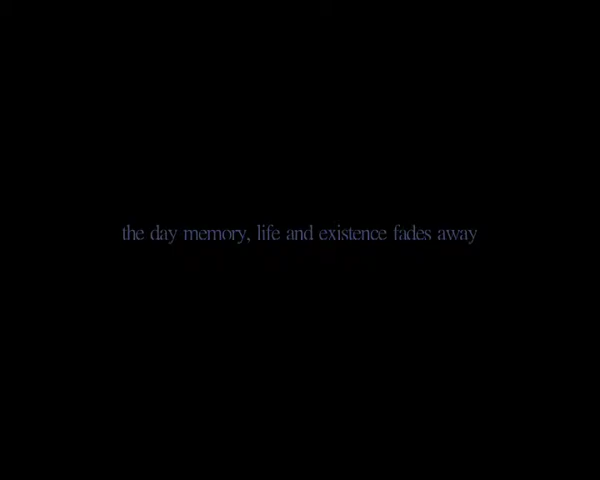 the day memory, life and existence fades away